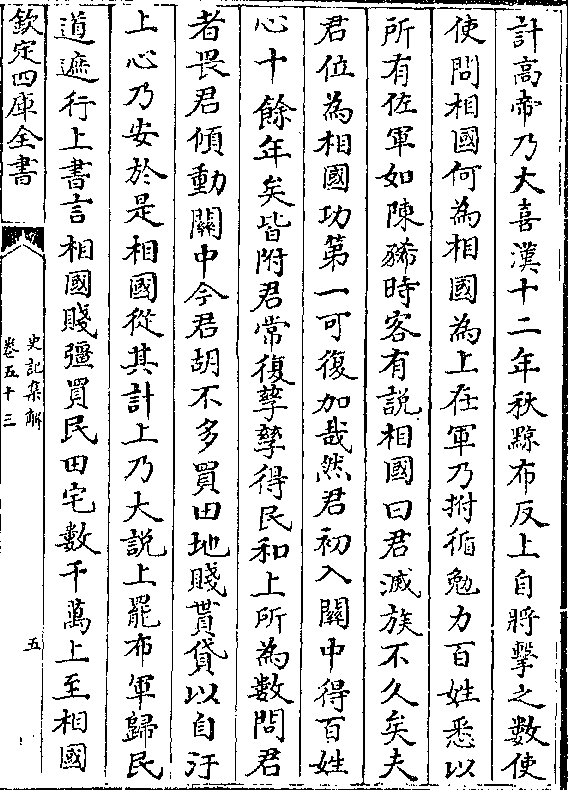 計高帝乃大喜漢十二年秋黥布反上自將擊之數使
使問相國何為相國為上在軍乃拊循勉力百姓悉以
所有佐軍如陳豨時客有說相國曰君滅族不久矣夫
君位為相國功第一可復加哉然君初入關中得百姓
心十餘年矣皆附君常復孳孳得民和上所為數問君
者畏君傾動關中今君胡不多買田地賤貰貸以自汙
上心乃安於是相國從其計上乃大說上罷布軍歸民
道遮行上書言相國賤彊買民田宅數千萬上至相國
欽定四庫全書
史記集解
卷五十三
五